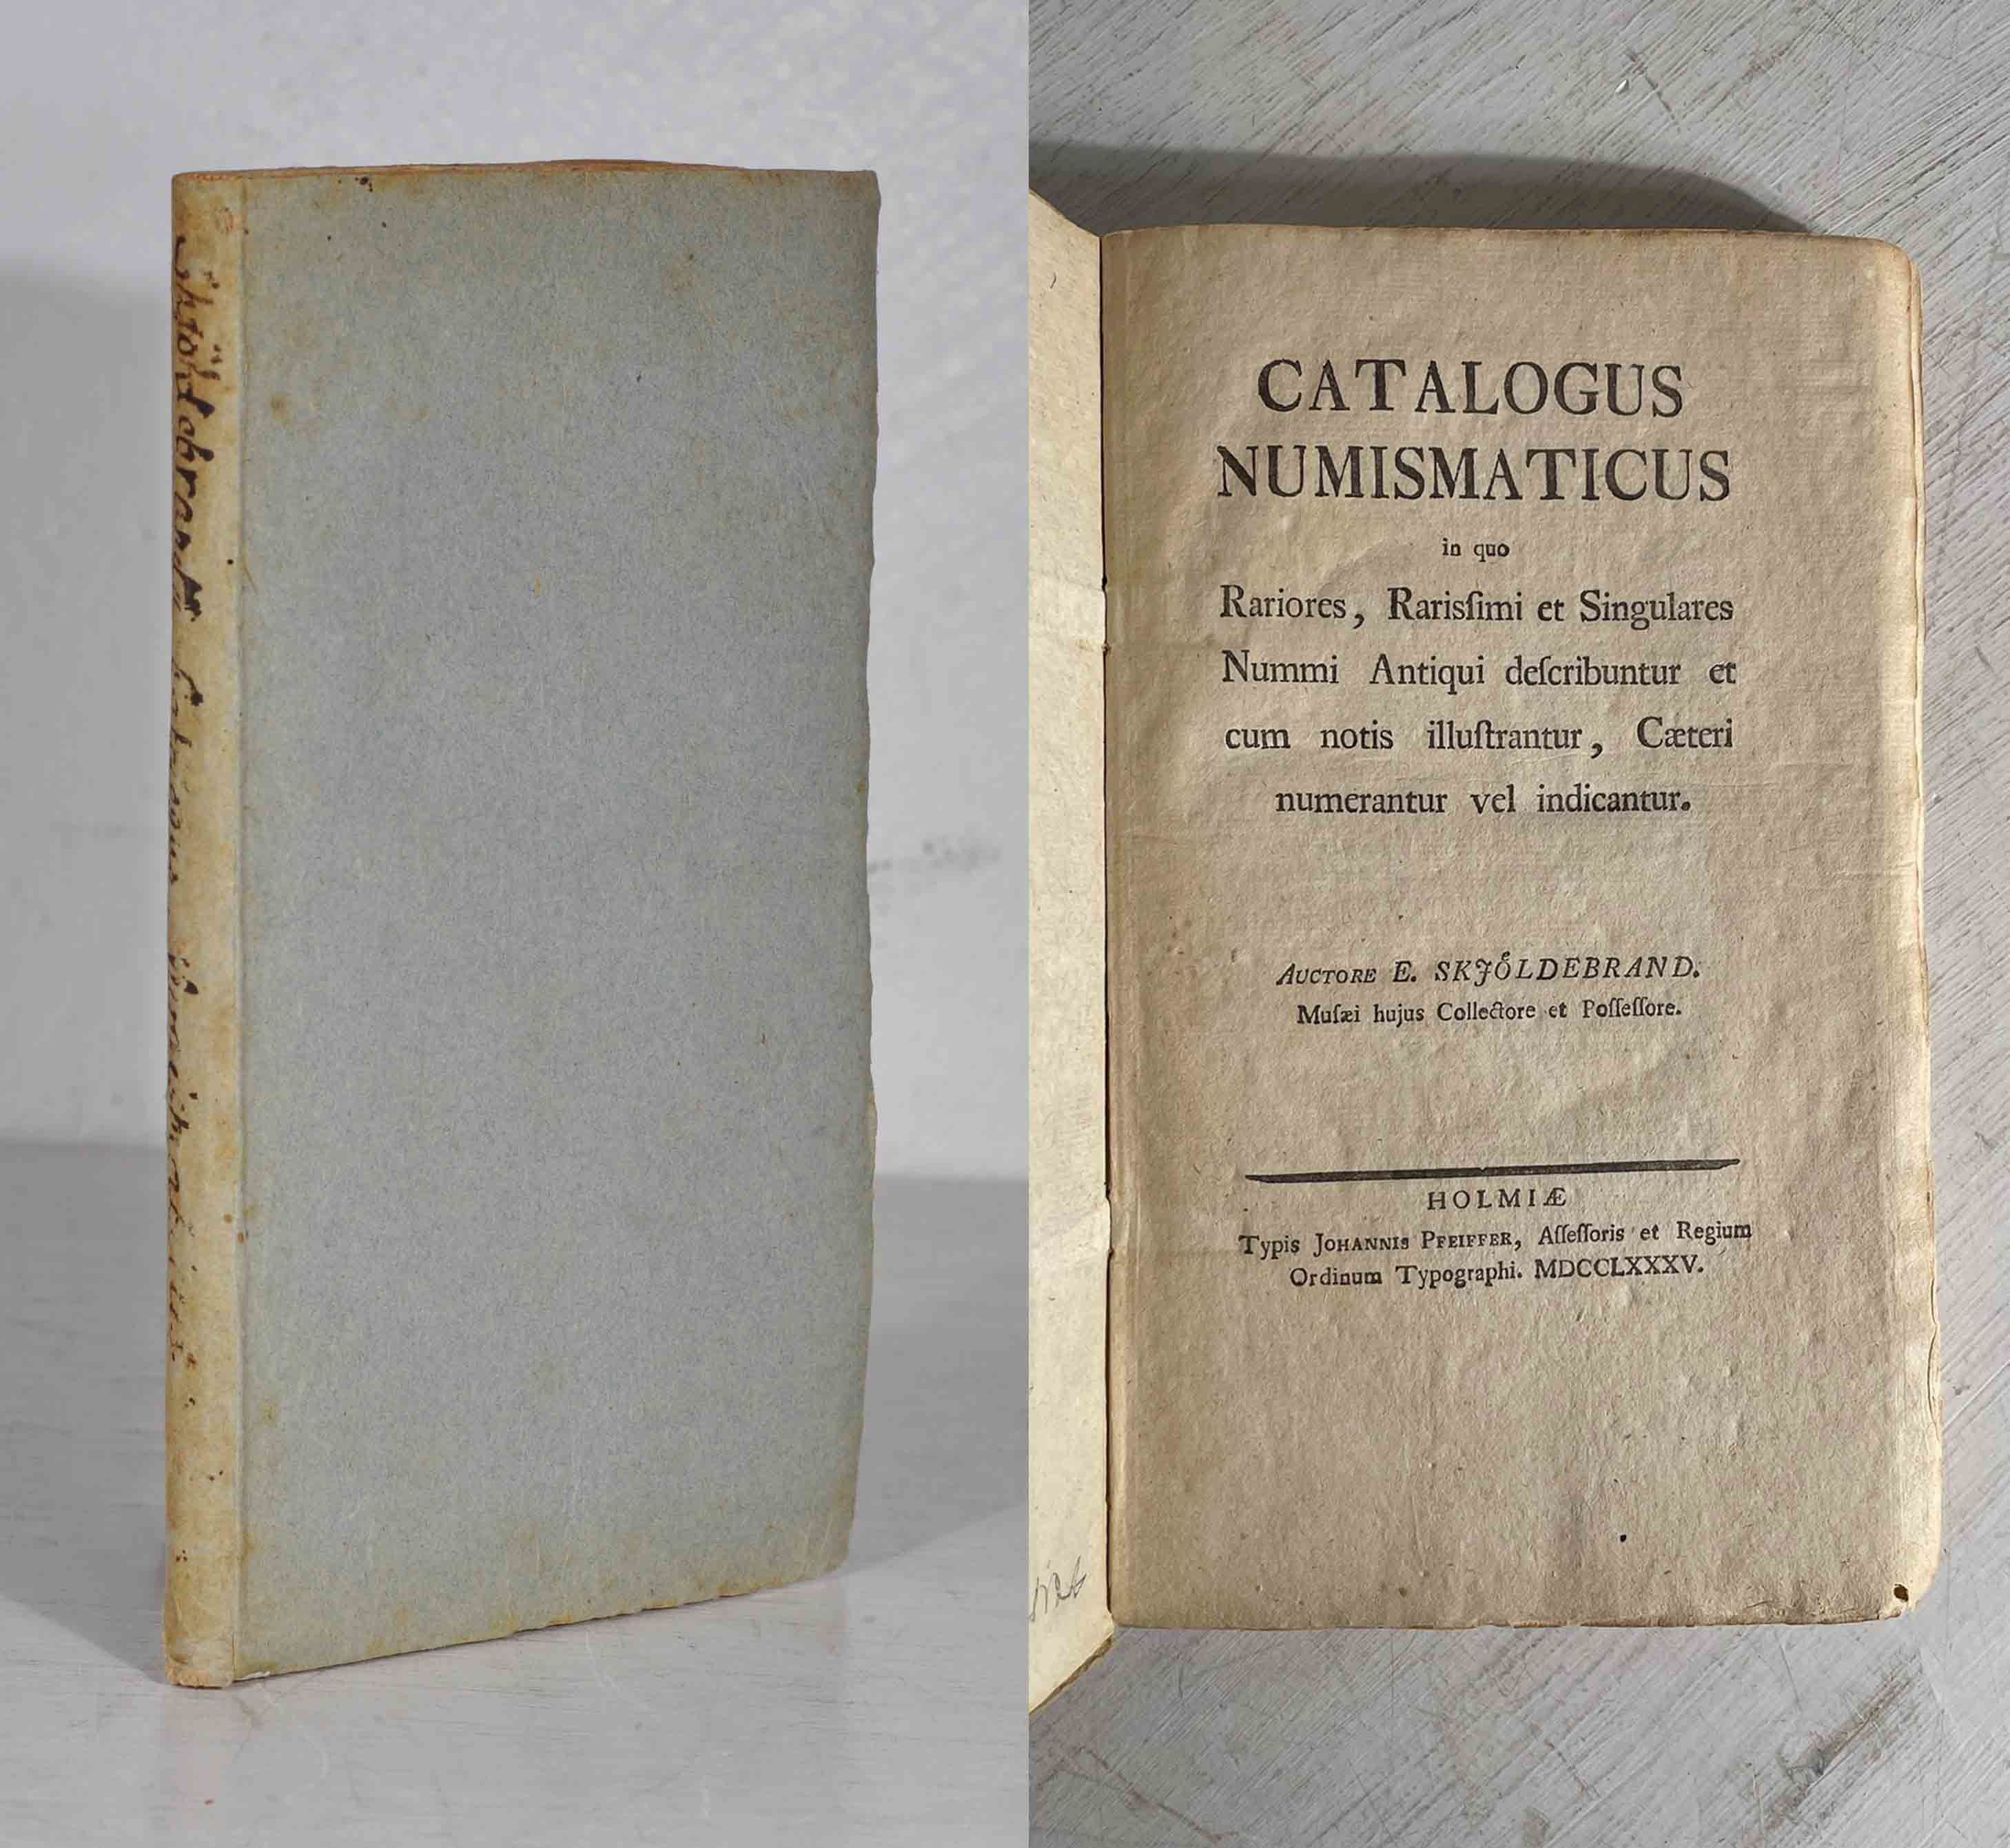 CATALOGUS
NUMISMATICUS
in quo
Rariores, Rarisſimi et Singulares
Nummi Antiqui deſcribuntur et
cum notis illuſtrantur, Cæteri
numerantur vel indicantur.
AUCTORE E. SKJÖLDEBRAND.
Muſæi hujus Collectore et Poſſeſſore.
HOLMIÆ
Typis JOHANNIS PFEIFFER, Aſſeſſoris et Regium
Ordinum Typographi. MDCCLXXXV.